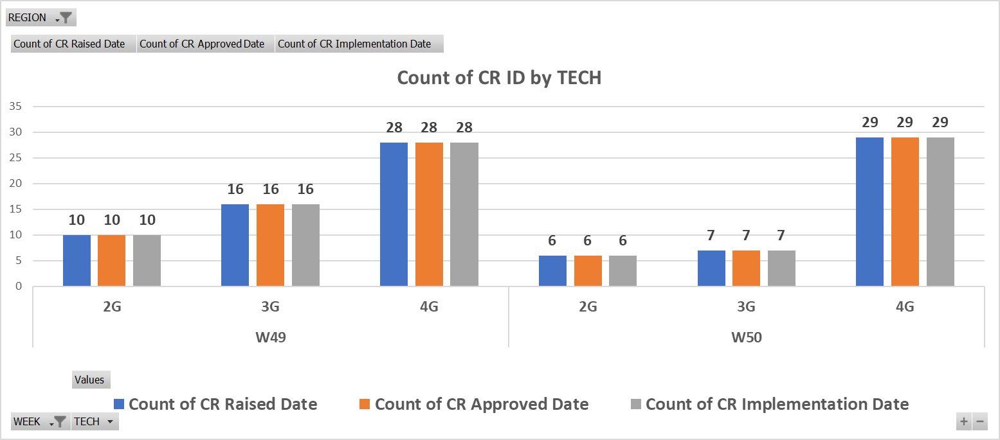 REGION
Count of CR Raised Date Count of CR Approved Date Count of CR Implementation Date
Count of CR ID by TECH
35
30
25
20
15
10
5
0
28 28 28
29 29 29
16 16 16
10 10 10
7 7 7
6 6 6
2G 3G 4G 2G 3G 4G
W49 W50
Values
Count of CR Raised Date Count of CR Approved Date Count of CR Implementation Date
WEEK TECH
+ −